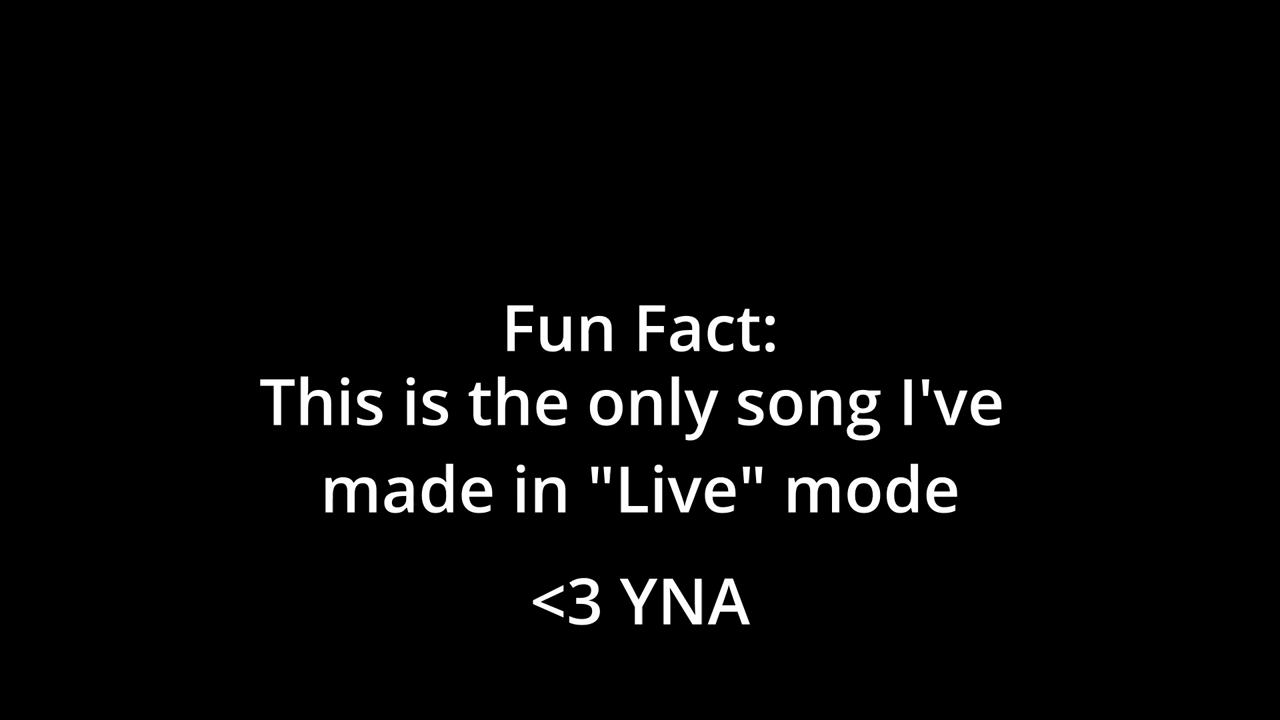 Fun Fact:
This is the only song I've
made in "Live" mode
<3 YNA